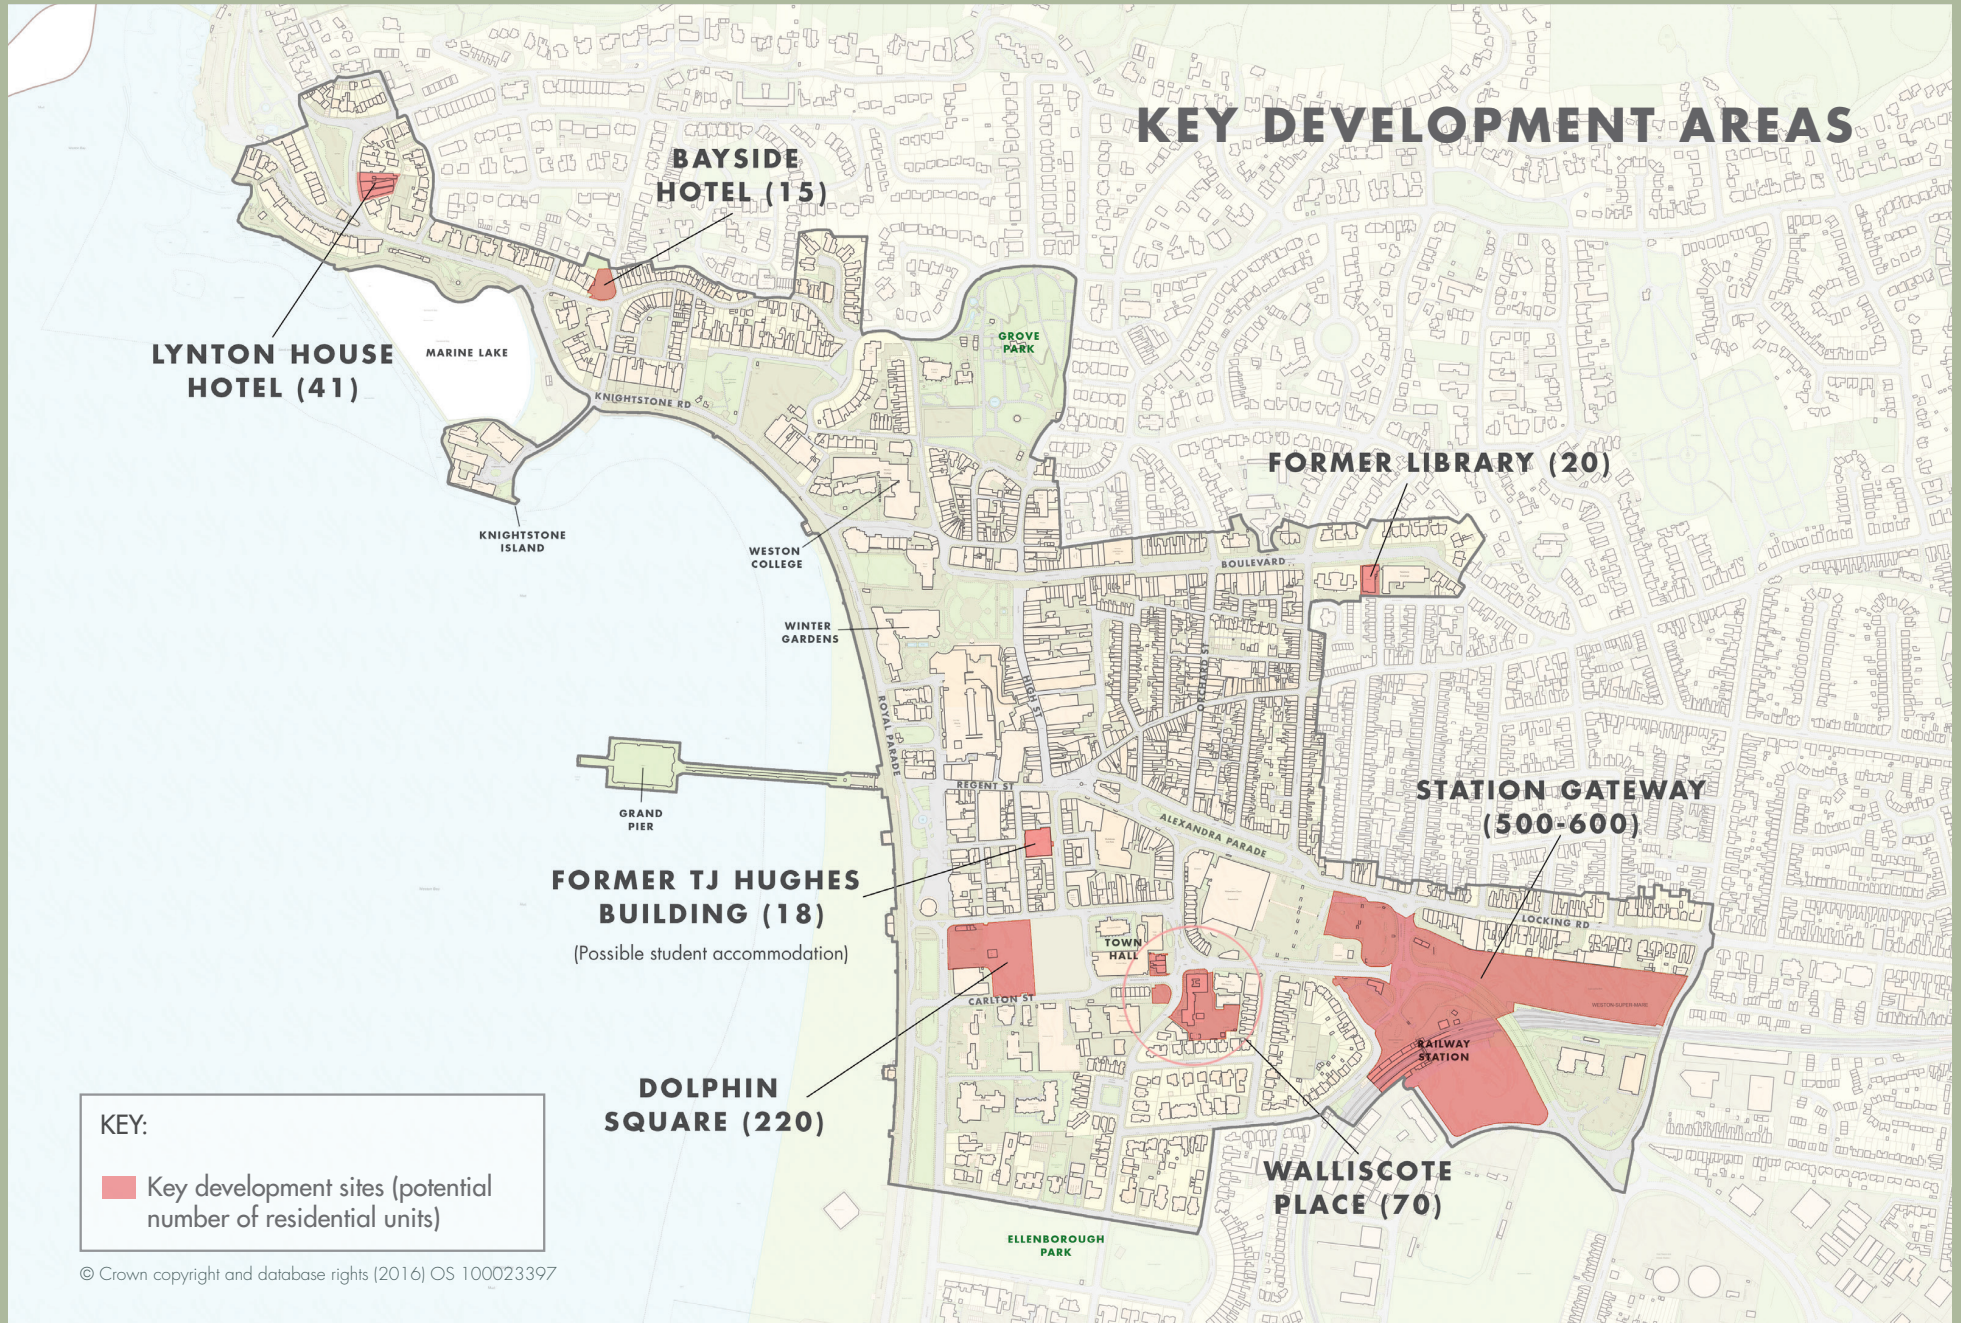 KEY DEVELOPMENT AREAS
BAYSIDE
HOTEL (15)
LYNTON HOUSE
HOTEL (41)
MARINE LAKE
GROVE
PARK
KNIGHTSTONE RD
FORMER LIBRARY (20)
KNIGHTSTONE
ISLAND
WESTON
COLLEGE
BOULEVARD
WINTER
GARDENS
ORCHARD ST
HIGH ST
ROYAL PARADE
REGENT ST
GRAND
PIER
ALEXANDRA PARADE
STATION GATEWAY
(500-600)
FORMER TJ HUGHES
BUILDING (18)
(Possible student accommodation)
LOCKING RD
TOWN
HALL
CARLTON ST
WESTON-SUPER-MARE
RAILWAY
STATION
DOLPHIN
SQUARE (220)
WALLISCOTE
PLACE (70)
ELLENBOROUGH
PARK
KEY:
Key development sites (potential
number of residential units)
© Crown copyright and database rights (2016) OS 100023397